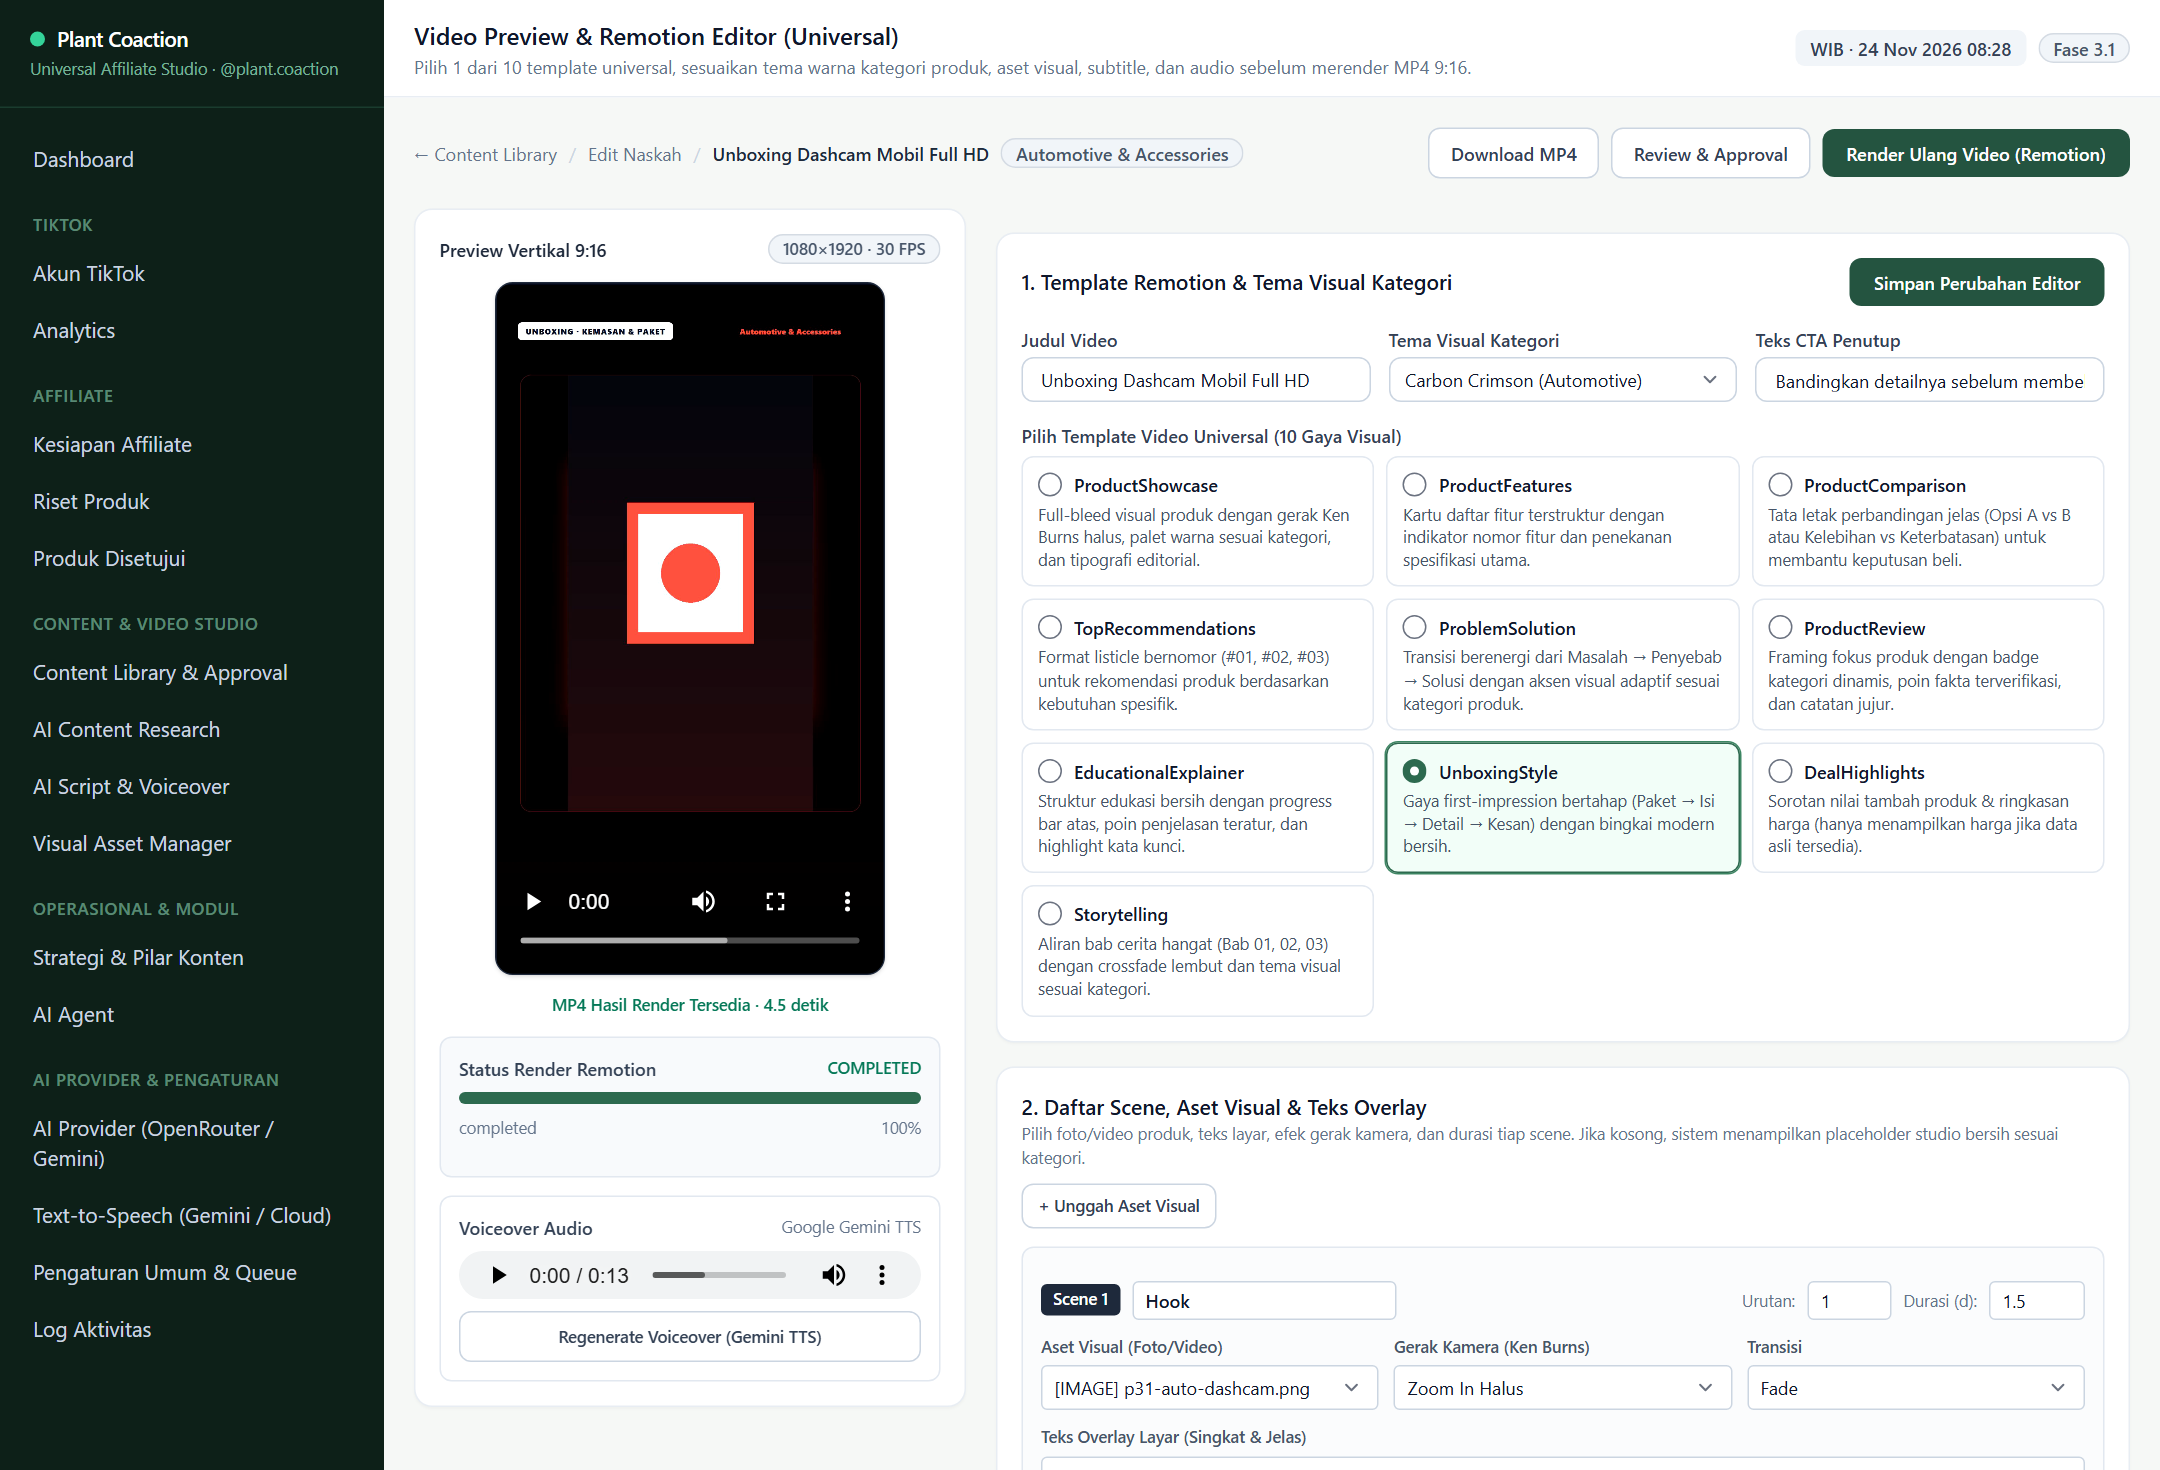 Plant Coaction
Universal Affiliate Studio · @plant.coaction
Dashboard
TIKTOK
Akun TikTok
Analytics
AFFILIATE
Kesiapan Affiliate
Riset Produk
Produk Disetujui
CONTENT & VIDEO STUDIO
Content Library & Approval
AI Content Research
AI Script & Voiceover
Visual Asset Manager
OPERASIONAL & MODUL
Strategi & Pilar Konten
AI Agent
AI PROVIDER & PENGATURAN
AI Provider (OpenRouter /
Gemini)
Text-to-Speech (Gemini / Cloud)
Pengaturan Umum & Queue
Log Aktivitas
Video Preview & Remotion Editor (Universal)
Pilih 1 dari 10 template universal, sesuaikan tema warna kategori produk, aset visual, subtitle, dan audio sebelum merender MP4 9:16.
WIB · 24 Nov 2026 08:28
Fase 3.1
← Content Library / Edit Naskah / Unboxing Dashcam Mobil Full HD
Automotive & Accessories
Download MP4
Review & Approval
Render Ulang Video (Remotion)
Preview Vertikal 9:16
1080×1920 · 30 FPS
UNBOXING · KEMASAN & PAKET
Automotive & Accessories
0:00
MP4 Hasil Render Tersedia · 4.5 detik
Status Render Remotion
COMPLETED
completed
100%
Voiceover Audio
Google Gemini TTS
0:00 / 0:13
Regenerate Voiceover (Gemini TTS)
1. Template Remotion & Tema Visual Kategori
Simpan Perubahan Editor
Judul Video
Unboxing Dashcam Mobil Full HD
Tema Visual Kategori
Carbon Crimson (Automotive)
Teks CTA Penutup
Bandingkan detailnya sebelum membe
Pilih Template Video Universal (10 Gaya Visual)
ProductShowcase
Full-bleed visual produk dengan gerak Ken
Burns halus, palet warna sesuai kategori,
dan tipografi editorial.
ProductFeatures
Kartu daftar fitur terstruktur dengan
indikator nomor fitur dan penekanan
spesifikasi utama.
ProductComparison
Tata letak perbandingan jelas (Opsi A vs B
atau Kelebihan vs Keterbatasan) untuk
membantu keputusan beli.
TopRecommendations
Format listicle bernomor (#01, #02, #03)
untuk rekomendasi produk berdasarkan
kebutuhan spesifik.
ProblemSolution
Transisi berenergi dari Masalah → Penyebab
→ Solusi dengan aksen visual adaptif sesuai
kategori produk.
ProductReview
Framing fokus produk dengan badge
kategori dinamis, poin fakta terverifikasi,
dan catatan jujur.
EducationalExplainer
Struktur edukasi bersih dengan progress
bar atas, poin penjelasan teratur, dan
highlight kata kunci.
UnboxingStyle
Gaya first-impression bertahap (Paket → Isi
→ Detail → Kesan) dengan bingkai modern
bersih.
DealHighlights
Sorotan nilai tambah produk & ringkasan
harga (hanya menampilkan harga jika data
asli tersedia).
Storytelling
Aliran bab cerita hangat (Bab 01, 02, 03)
dengan crossfade lembut dan tema visual
sesuai kategori.
2. Daftar Scene, Aset Visual & Teks Overlay
Pilih foto/video produk, teks layar, efek gerak kamera, dan durasi tiap scene. Jika kosong, sistem menampilkan placeholder studio bersih sesuai
kategori.
+ Unggah Aset Visual
Scene 1
Hook
Urutan:
1
Durasi (d):
1.5
Aset Visual (Foto/Video)
[IMAGE] p31-auto-dashcam.png
Gerak Kamera (Ken Burns)
Zoom In Halus
Transisi
Fade
Teks Overlay Layar (Singkat & Jelas)